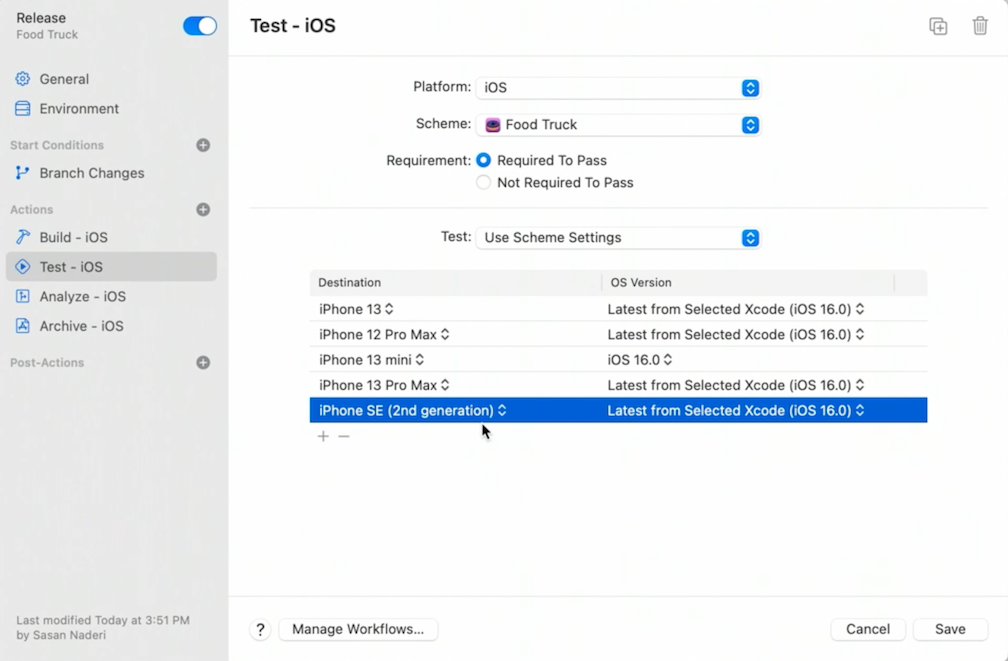 Release
Food Truck
General
Environment
Start Conditions
Branch Changes
Actions
Build - iOS
Test - iOS
Analyze - iOS
Archive - iOS
Post-Actions
Last modified Today at 3:51 PM
by Sasan Naderi
Test - iOS
Platform: iOS
Scheme: Food Truck
Requirement: Required To Pass
Not Required To Pass
Test: Use Scheme Settings
Destination OS Version
iPhone 13 Latest from Selected Xcode (iOS 16.0)
iPhone 12 Pro Max Latest from Selected Xcode (iOS 16.0)
iPhone 13 mini iOS 16.0
iPhone 13 Pro Max Latest from Selected Xcode (iOS 16.0)
iPhone SE (2nd generation) Latest from Selected Xcode (iOS 16.0)
+ −
? Manage Workflows... Cancel Save